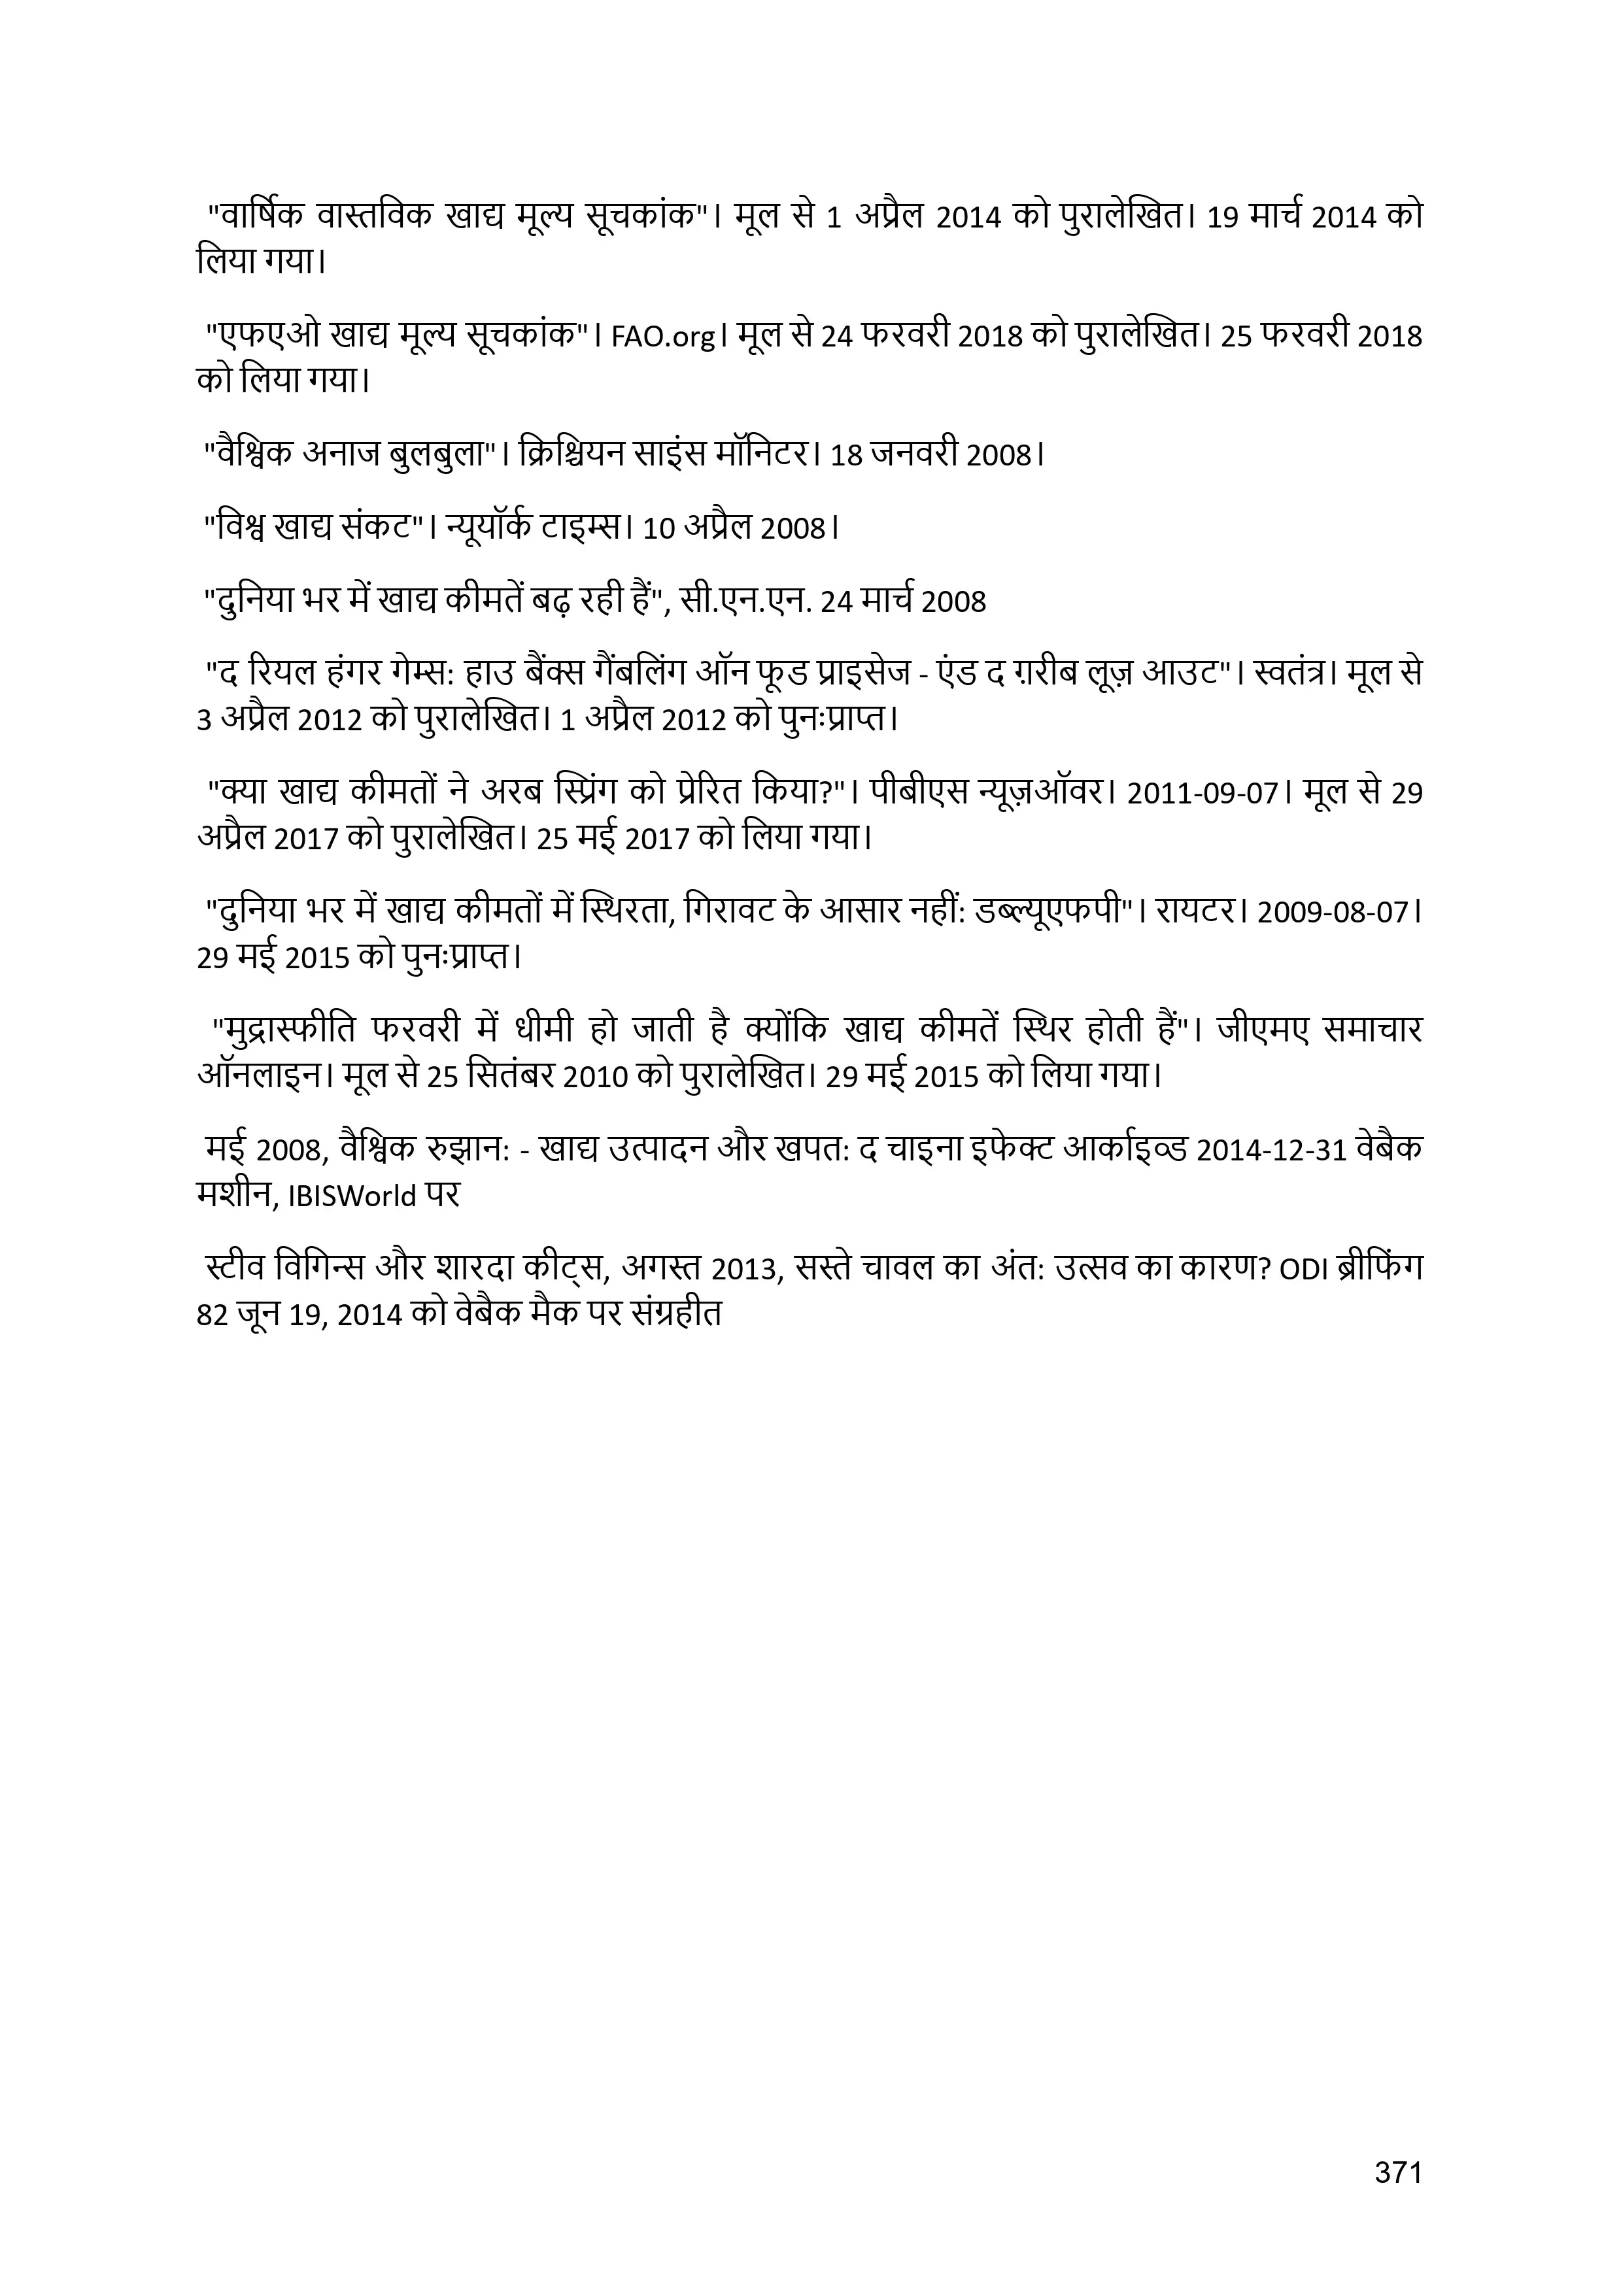 "वार्षिक वास्तविक खाद्य मूल्य सूचकांक"। मूल से 1 अप्रैल 2014 को पुरालेखित। 19 मार्च 2014 को
लिया गया।
"एफएओ खाद्य मूल्य सूचकांक"। FAO.org। मूल से 24 फरवरी 2018 को पुरालेखित। 25 फरवरी 2018
को लिया गया।
"वैश्विक अनाज बुलबुला"। क्रिश्चियन साइंस मॉनिटर। 18 जनवरी 2008।
"विश्व खाद्य संकट"। न्यूयॉर्क टाइम्स। 10 अप्रैल 2008।
"दुनिया भर में खाद्य कीमतें बढ़ रही हैं", सी.एन.एन. 24 मार्च 2008
"द रियल हंगर गेम्स: हाउ बैंक्स गैंबलिंग ऑन फूड प्राइसेज - एंड द ग़रीब लूज़ आउट"। स्वतंत्र। मूल से
3 अप्रैल 2012 को पुरालेखित। 1 अप्रैल 2012 को पुनःप्राप्त।
"क्या खाद्य कीमतों ने अरब स्प्रिंग को प्रेरित किया?"। पीबीएस न्यूज़ऑवर। 2011-09-07। मूल से 29
अप्रैल 2017 को पुरालेखित। 25 मई 2017 को लिया गया।
"दुनिया भर में खाद्य कीमतों में स्थिरता, गिरावट के आसार नहीं: डब्ल्यूएफपी"। रायटर। 2009-08-07।
29 मई 2015 को पुनःप्राप्त।
"मुद्रास्फीति फरवरी में धीमी हो जाती है क्योंकि खाद्य कीमतें स्थिर होती हैं"। जीएमए समाचार
ऑनलाइन। मूल से 25 सितंबर 2010 को पुरालेखित। 29 मई 2015 को लिया गया।
मई 2008, वैश्विक रुझान: - खाद्य उत्पादन और खपत: द चाइना इफेक्ट आर्काइव्ड 2014-12-31 वेबैक
मशीन, IBISWorld पर
स्टीव विगिन्स और शारदा कीट्स, अगस्त 2013, सस्ते चावल का अंत: उत्सव का कारण? ODI ब्रीफिंग
82 जून 19, 2014 को वेबैक मैक पर संग्रहीत
371